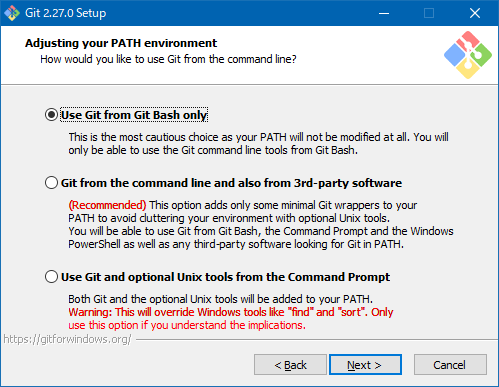 Git 2.27.0 Setup
Adjusting your PATH environment
How would you like to use Git from the command line?
Use Git from Git Bash only
This is the most cautious choice as your PATH will not be modified at all. You will
only be able to use the Git command line tools from Git Bash.
Git from the command line and also from 3rd-party software
(Recommended) This option adds only some minimal Git wrappers to your
PATH to avoid cluttering your environment with optional Unix tools.
You will be able to use Git from Git Bash, the Command Prompt and the Windows
PowerShell as well as any third-party software looking for Git in PATH.
Use Git and optional Unix tools from the Command Prompt
Both Git and the optional Unix tools will be added to your PATH.
Warning: This will override Windows tools like "find" and "sort". Only
use this option if you understand the implications.
https://gitforwindows.org/
< Back
Next >
Cancel